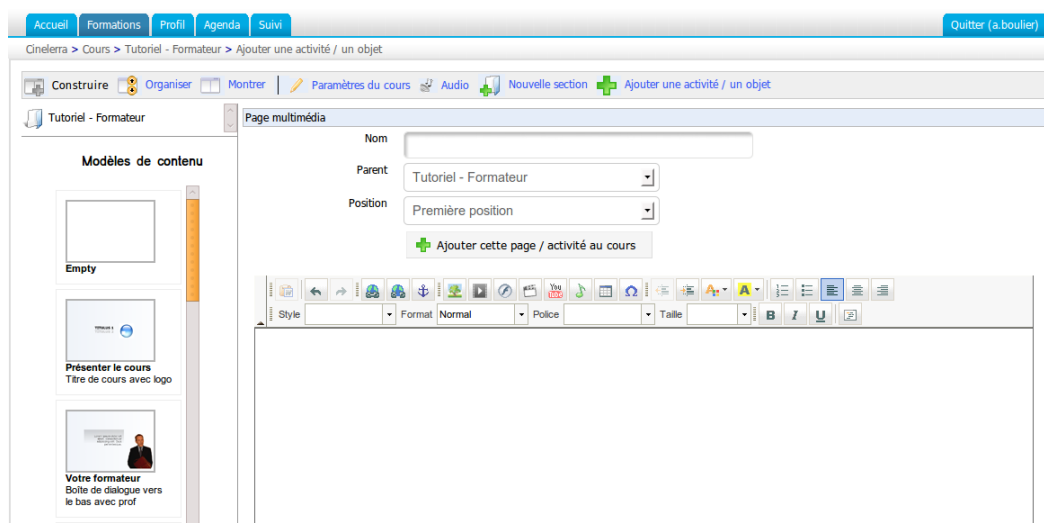 Accueil Formations Profil Agenda Suivi Quitter (a.boulier)
Cinelerra > Cours > Tutoriel - Formateur > Ajouter une activité / un objet
Construire Organiser Montrer Paramètres du cours Audio Nouvelle section Ajouter une activité / un objet
Tutoriel - Formateur
Page multimédia
Modèles de contenu
Empty
Présenter le cours
Titre de cours avec logo
Votre formateur
Boîte de dialogue vers
le bas avec prof
Nom
Parent Tutoriel - Formateur
Position Première position
Ajouter cette page / activité au cours
You
Tube
Style Format Normal Police Taille B I U